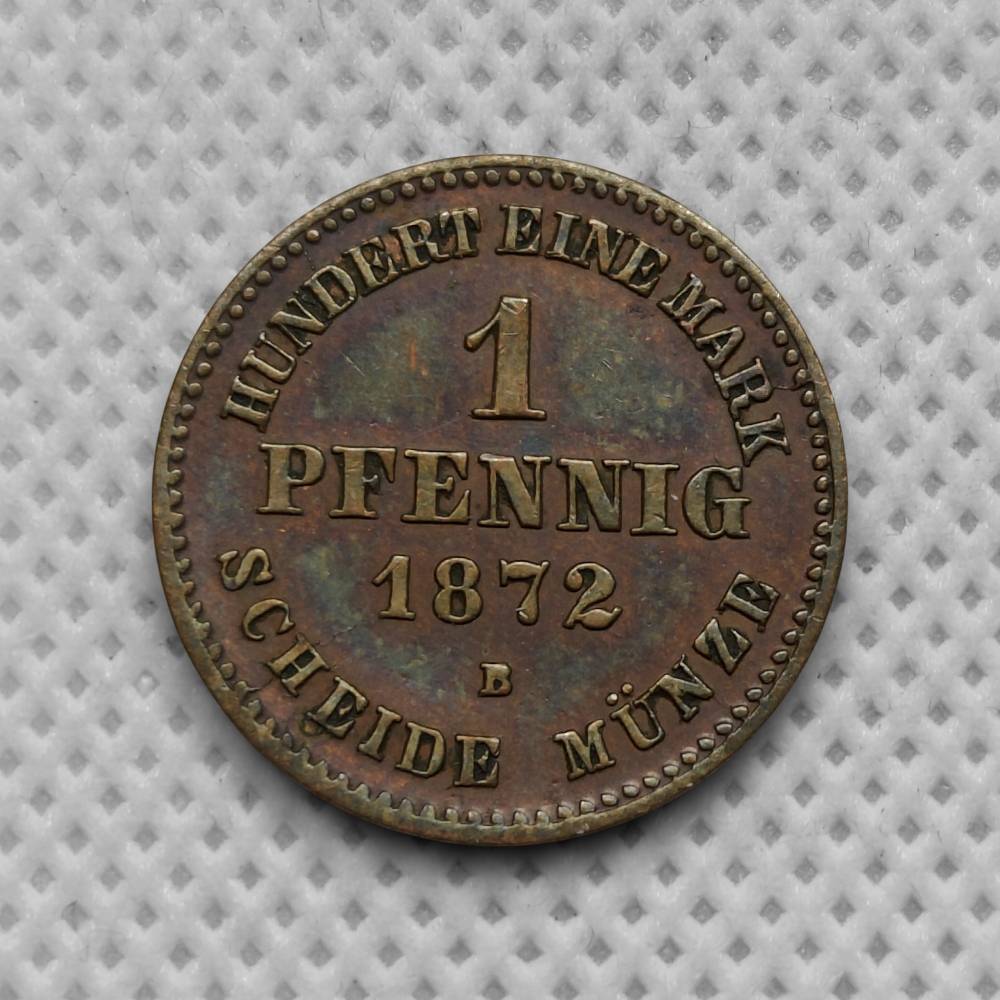 HUNDERT EINE MARK
1
PFENNIG
1872
B
SCHEIDE MÜNZE